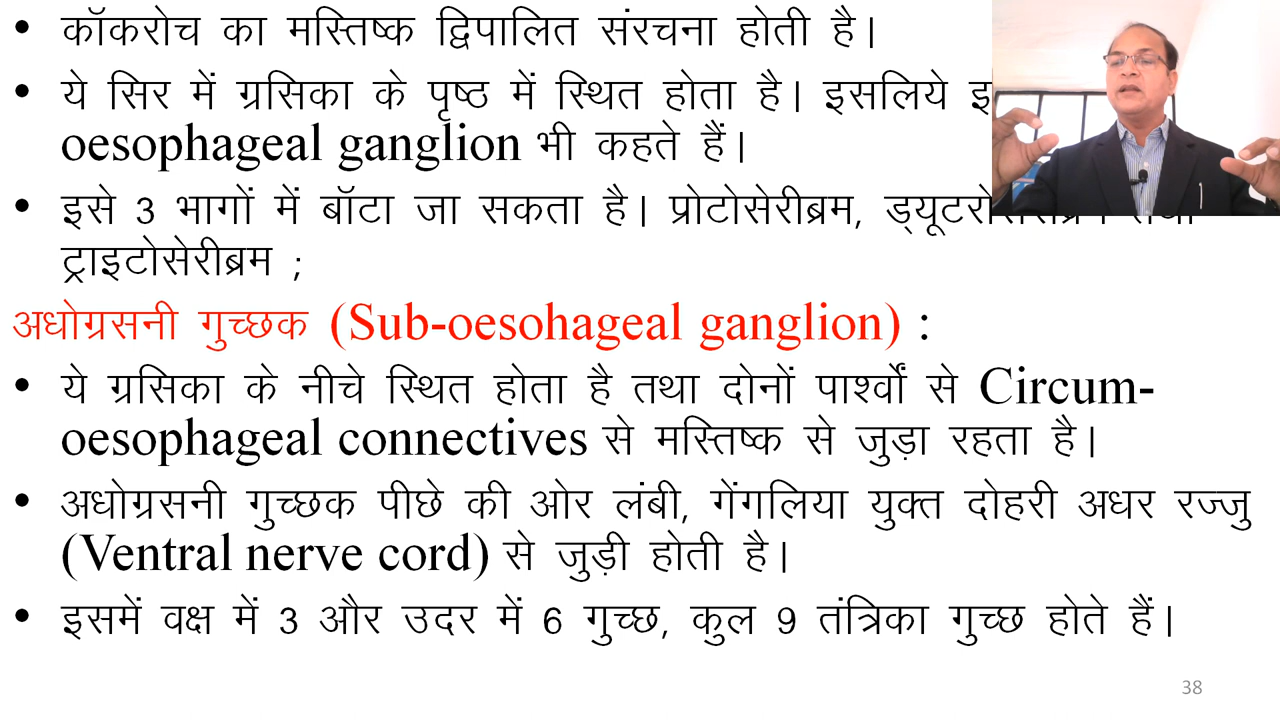 • कॉकरोच का मस्तिष्क द्विपालित संरचना होती है।
• ये सिर में ग्रसिका के पृष्ठ में स्थित होता है। इसलिये
oesophageal ganglion भी कहते हैं।
• इसे 3 भागों में बॉटा जा सकता है। प्रोटोसेरीब्रम, तथा
ट्राइटोसेरीब्रम ;
अधोग्रसनी गुच्छक (Sub-oesohageal ganglion) :
• ये ग्रसिका के नीचे स्थित होता है तथा दोनों पार्श्वों से Circum-
oesophageal connectives से मस्तिष्क से जुड़ा रहता है।
• अधोग्रसनी गुच्छक पीछे की ओर लंबी, गेंगलिया युक्त दोहरी अधर रज्जु
(Ventral nerve cord) से जुड़ी होती है।
• इसमें वक्ष में 3 और उदर में 6 गुच्छ, कुल 9 तंत्रिका गुच्छ होते हैं।
38